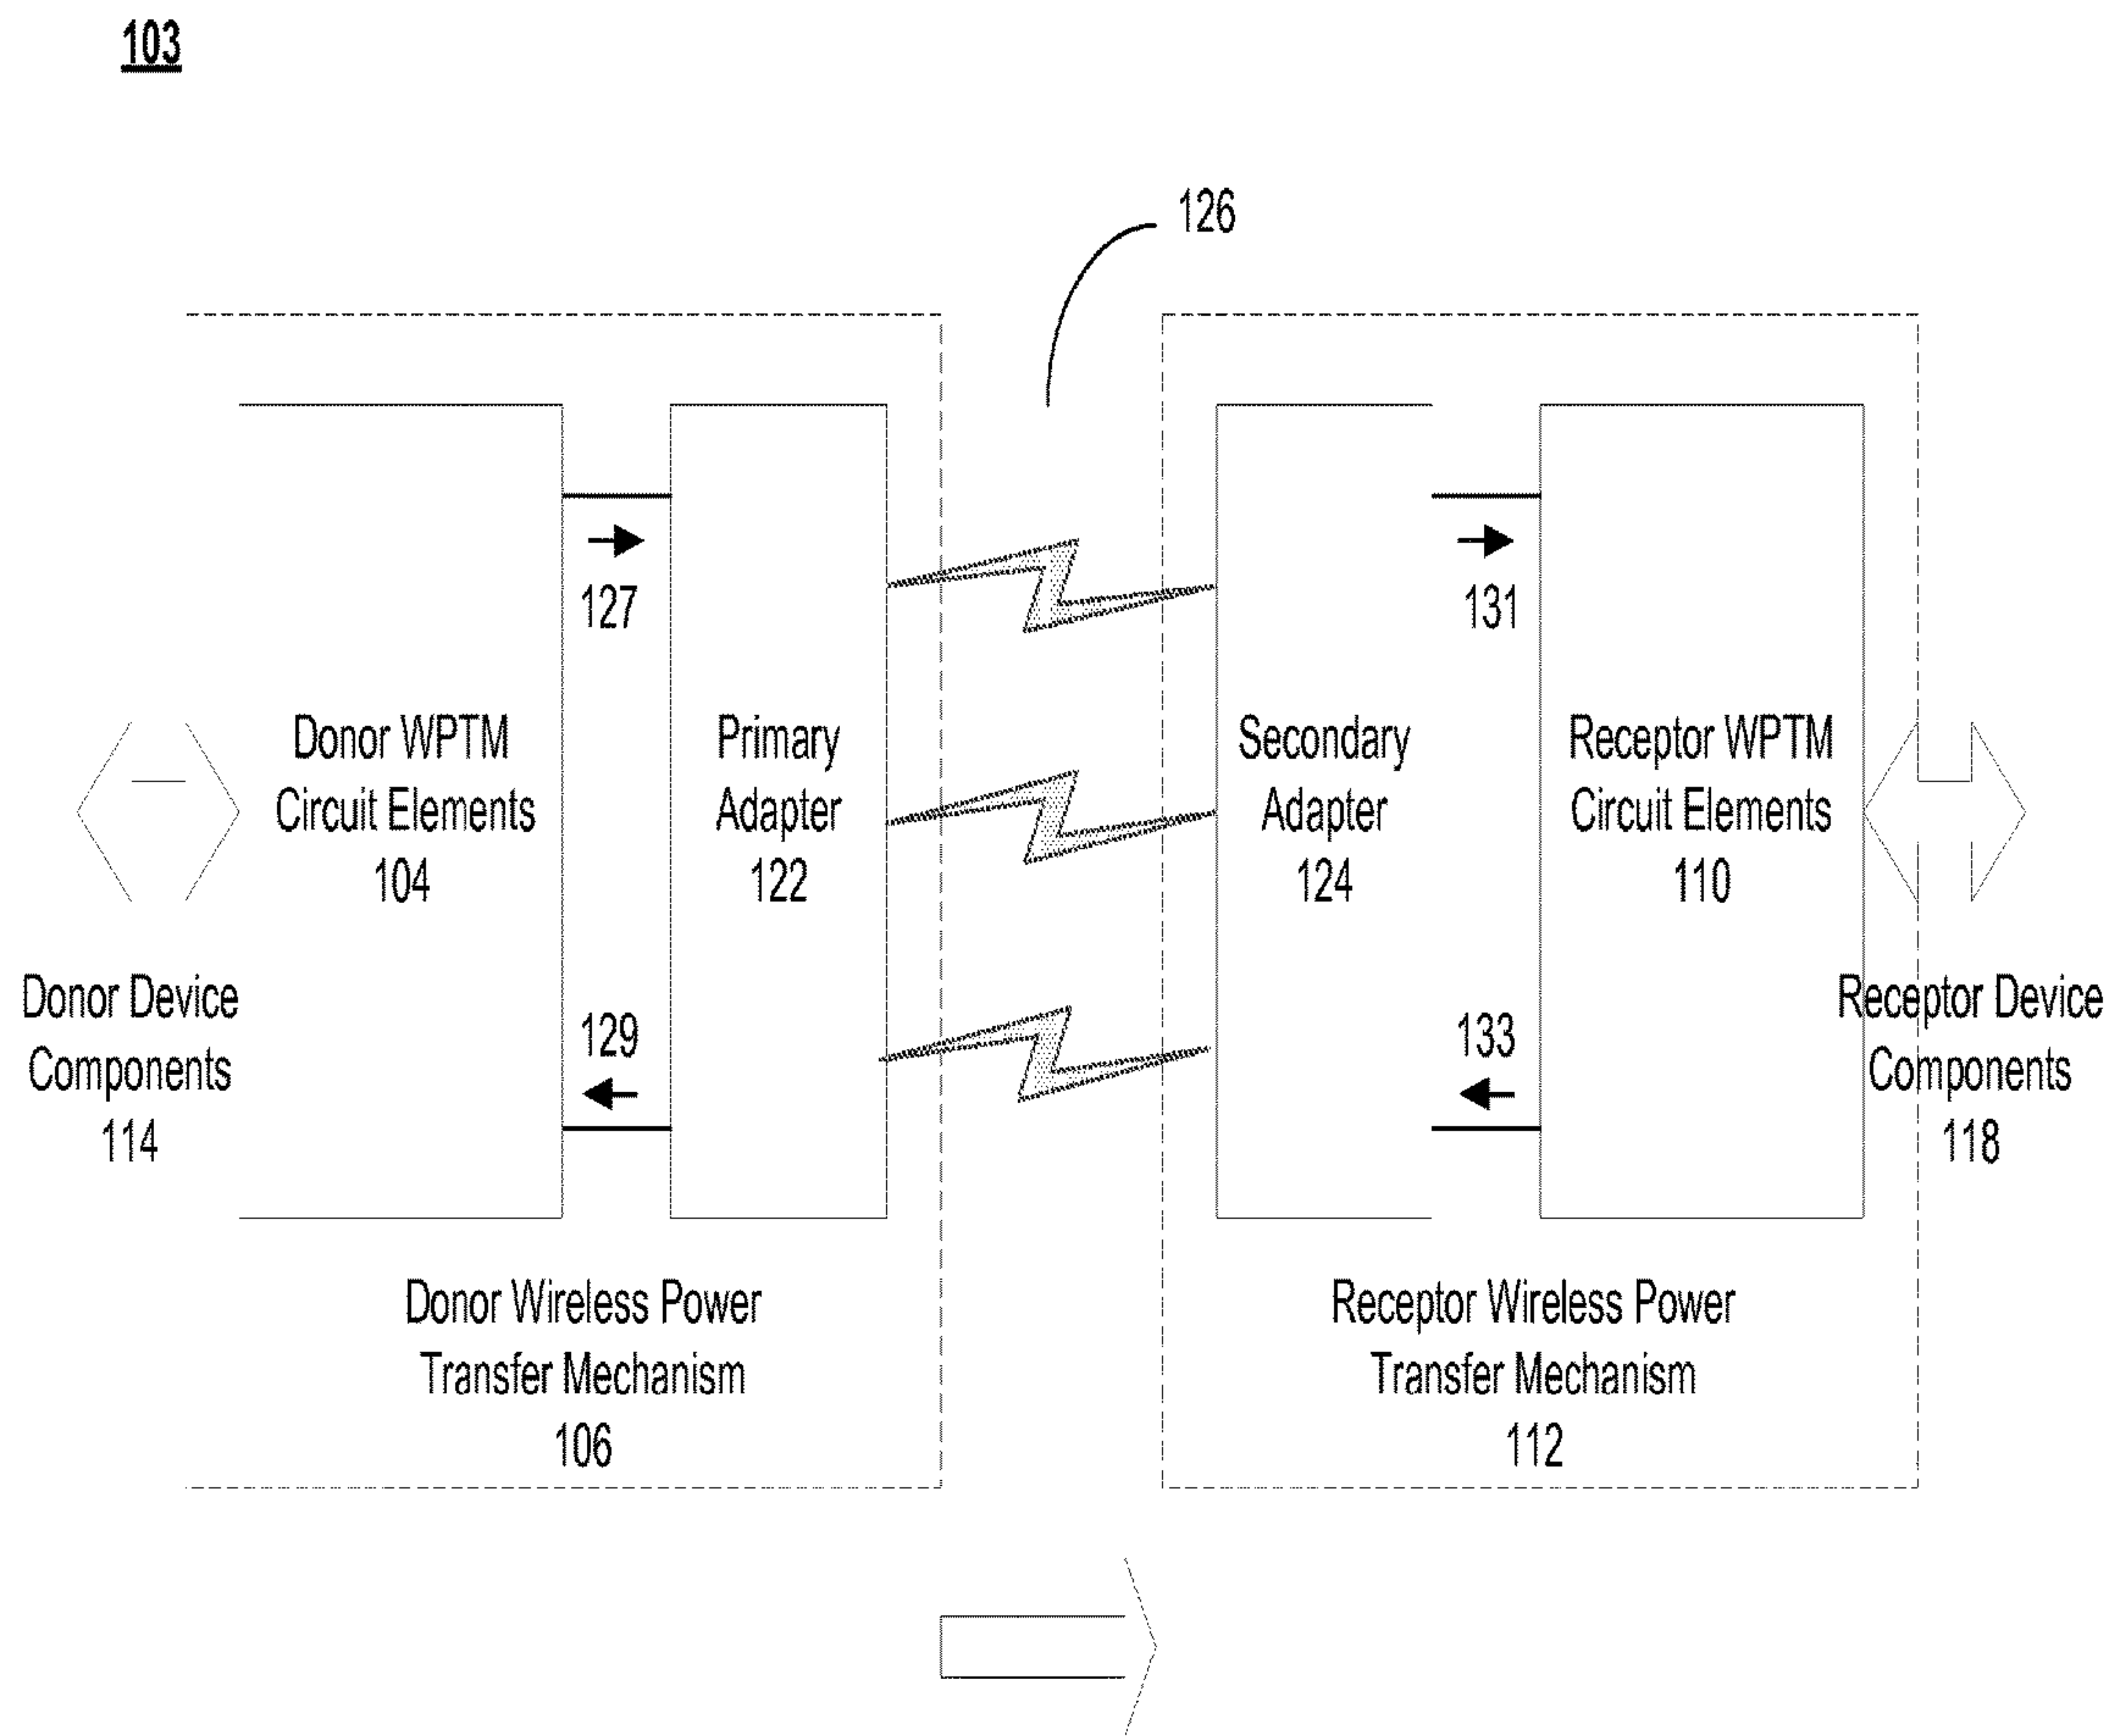 103
126
127
131
Donor WPTM
Circuit Elements
104
Primary
Adapter
122
Secondary
Adapter
124
Receptor WPTM
Circuit Elements
110
Donor Device
Components
114
129
133
Receptor Device
Components
118
Donor Wireless Power
Transfer Mechanism
106
Receptor Wireless Power
Transfer Mechanism
112